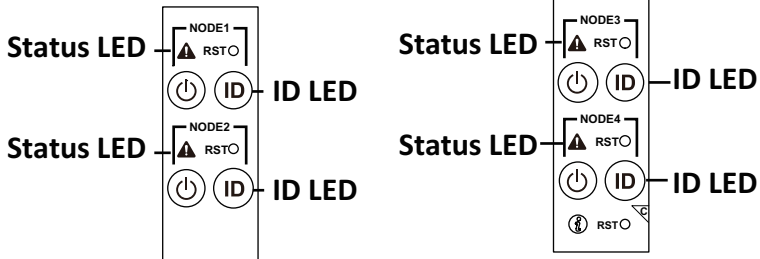 NODE1
Status LED
RST
ID
ID LED
NODE2
Status LED
RST
ID
ID LED
NODE3
Status LED
RST
ID
ID LED
NODE4
Status LED
RST
ID
ID LED
i
RST
C